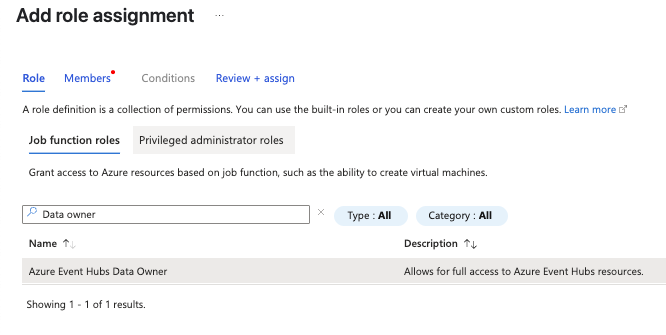 Add role assignment ...
Role Members Conditions Review + assign
A role definition is a collection of permissions. You can use the built-in roles or you can create your own custom roles. Learn more
Job function roles Privileged administrator roles
Grant access to Azure resources based on job function, such as the ability to create virtual machines.
Data owner Type : All Category : All
Name ↑↓ Description ↑↓
Azure Event Hubs Data Owner Allows for full access to Azure Event Hubs resources.
Showing 1 - 1 of 1 results.